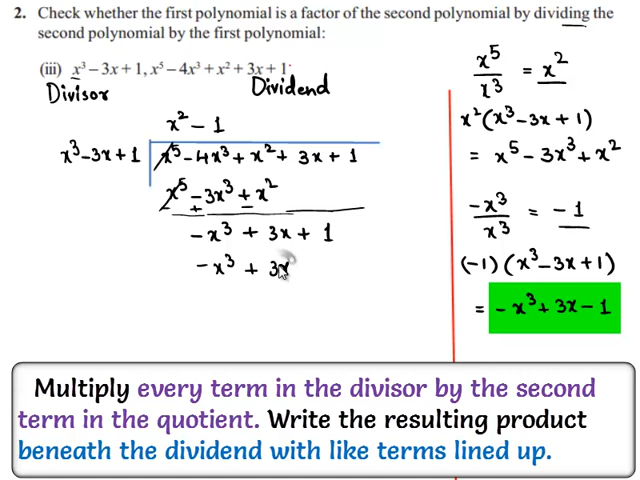 2. Check whether the first polynomial is a factor of the second polynomial by dividing the
second polynomial by the first polynomial:
(iii) x³ – 3x + 1, x⁵ – 4x³ + x² + 3x + 1
Divisor
Dividend
x² – 1
x³ – 3x + 1
x⁵ – 4x³ + x² + 3x + 1
x⁵ – 3x³ + x²
+ –
– x³ + 3x + 1
– x³ + 3x
x⁵/x³ = x²
x²(x³ – 3x + 1)
= x⁵ – 3x³ + x²
–x³/x³ = –1
(–1)(x³ – 3x + 1)
= – x³ + 3x – 1
Multiply every term in the divisor by the second
term in the quotient. Write the resulting product
beneath the dividend with like terms lined up.